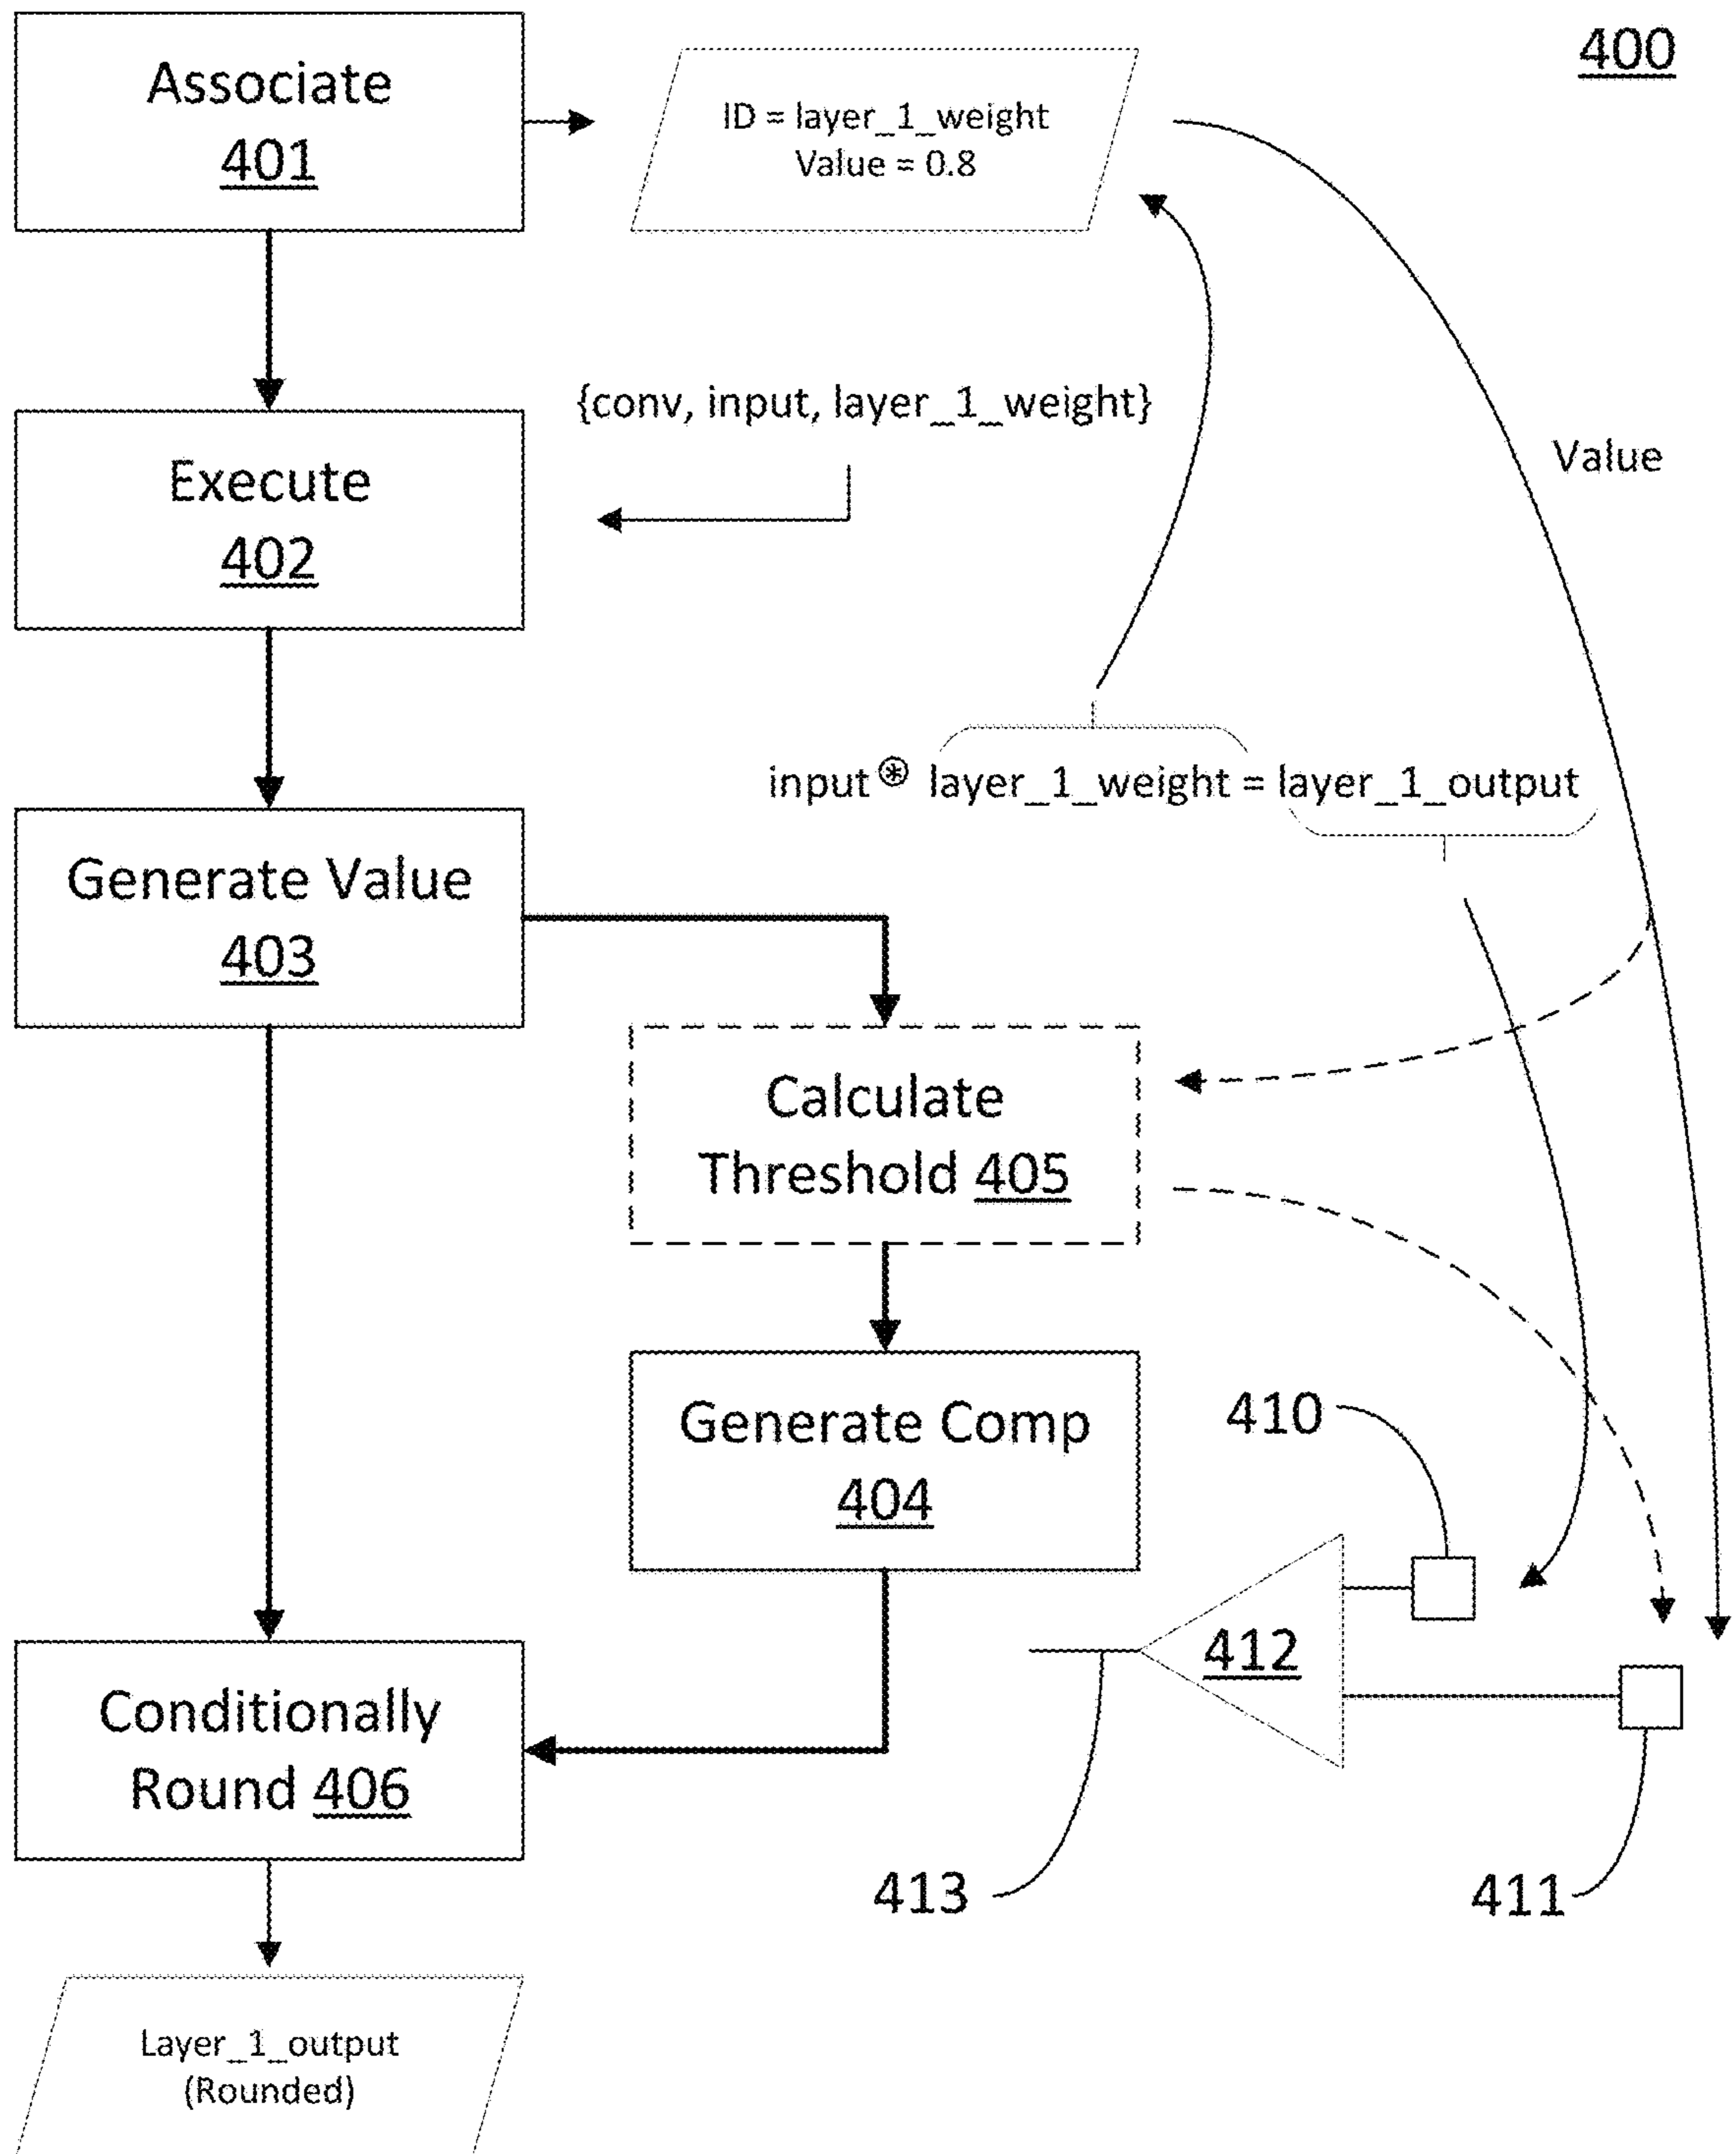 400
Associate
401
ID = layer_1_weight
Value = 0.8
{conv, input, layer_1_weight}
Execute
402
Value
input ⊛ layer_1_weight = layer_1_output
Generate Value
403
Calculate
Threshold 405
Generate Comp
404
410
412
Conditionally
Round 406
413
411
Layer_1_output
(Rounded)